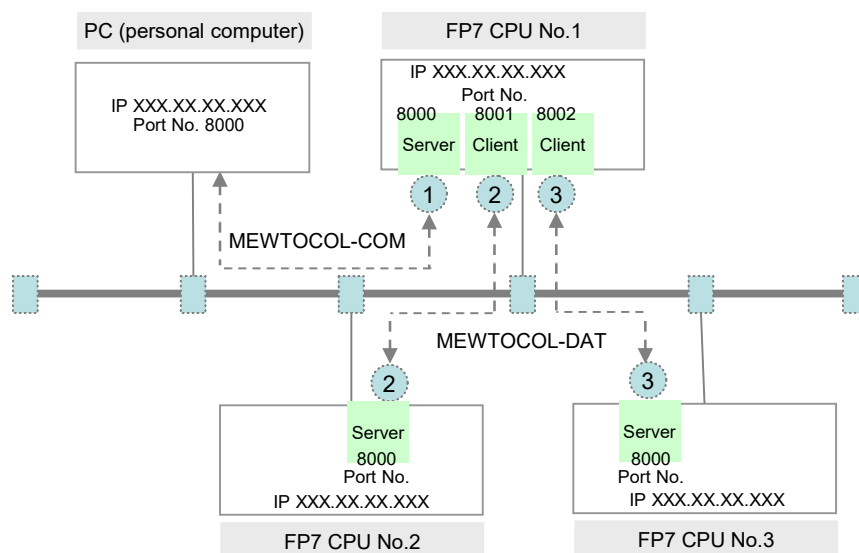 PC (personal computer)
FP7 CPU No.1
IP XXX.XX.XX.XXX
Port No. 8000
IP XXX.XX.XX.XXX
Port No.
8000 8001 8002
Server Client Client
1 2 3
MEWTOCOL-COM
MEWTOCOL-DAT
2
3
Server
8000
Port No.
IP XXX.XX.XX.XXX
Server
8000
Port No.
IP XXX.XX.XX.XXX
FP7 CPU No.2
FP7 CPU No.3